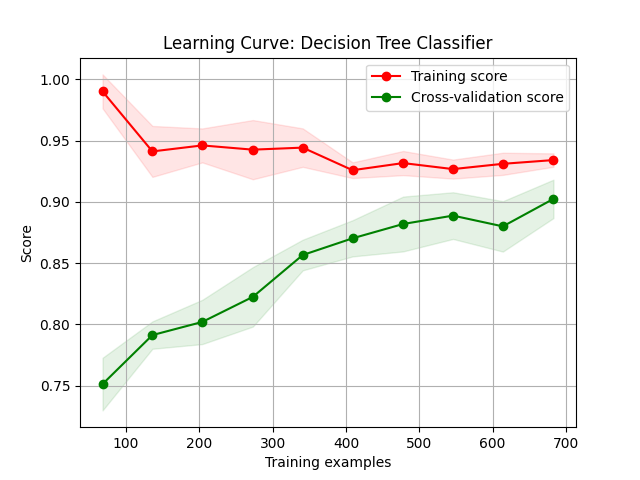 Learning Curve: Decision Tree Classifier
Training score
Cross-validation score
1.00
0.95
0.90
0.85
0.80
0.75
Score
100 200 300 400 500 600 700
Training examples